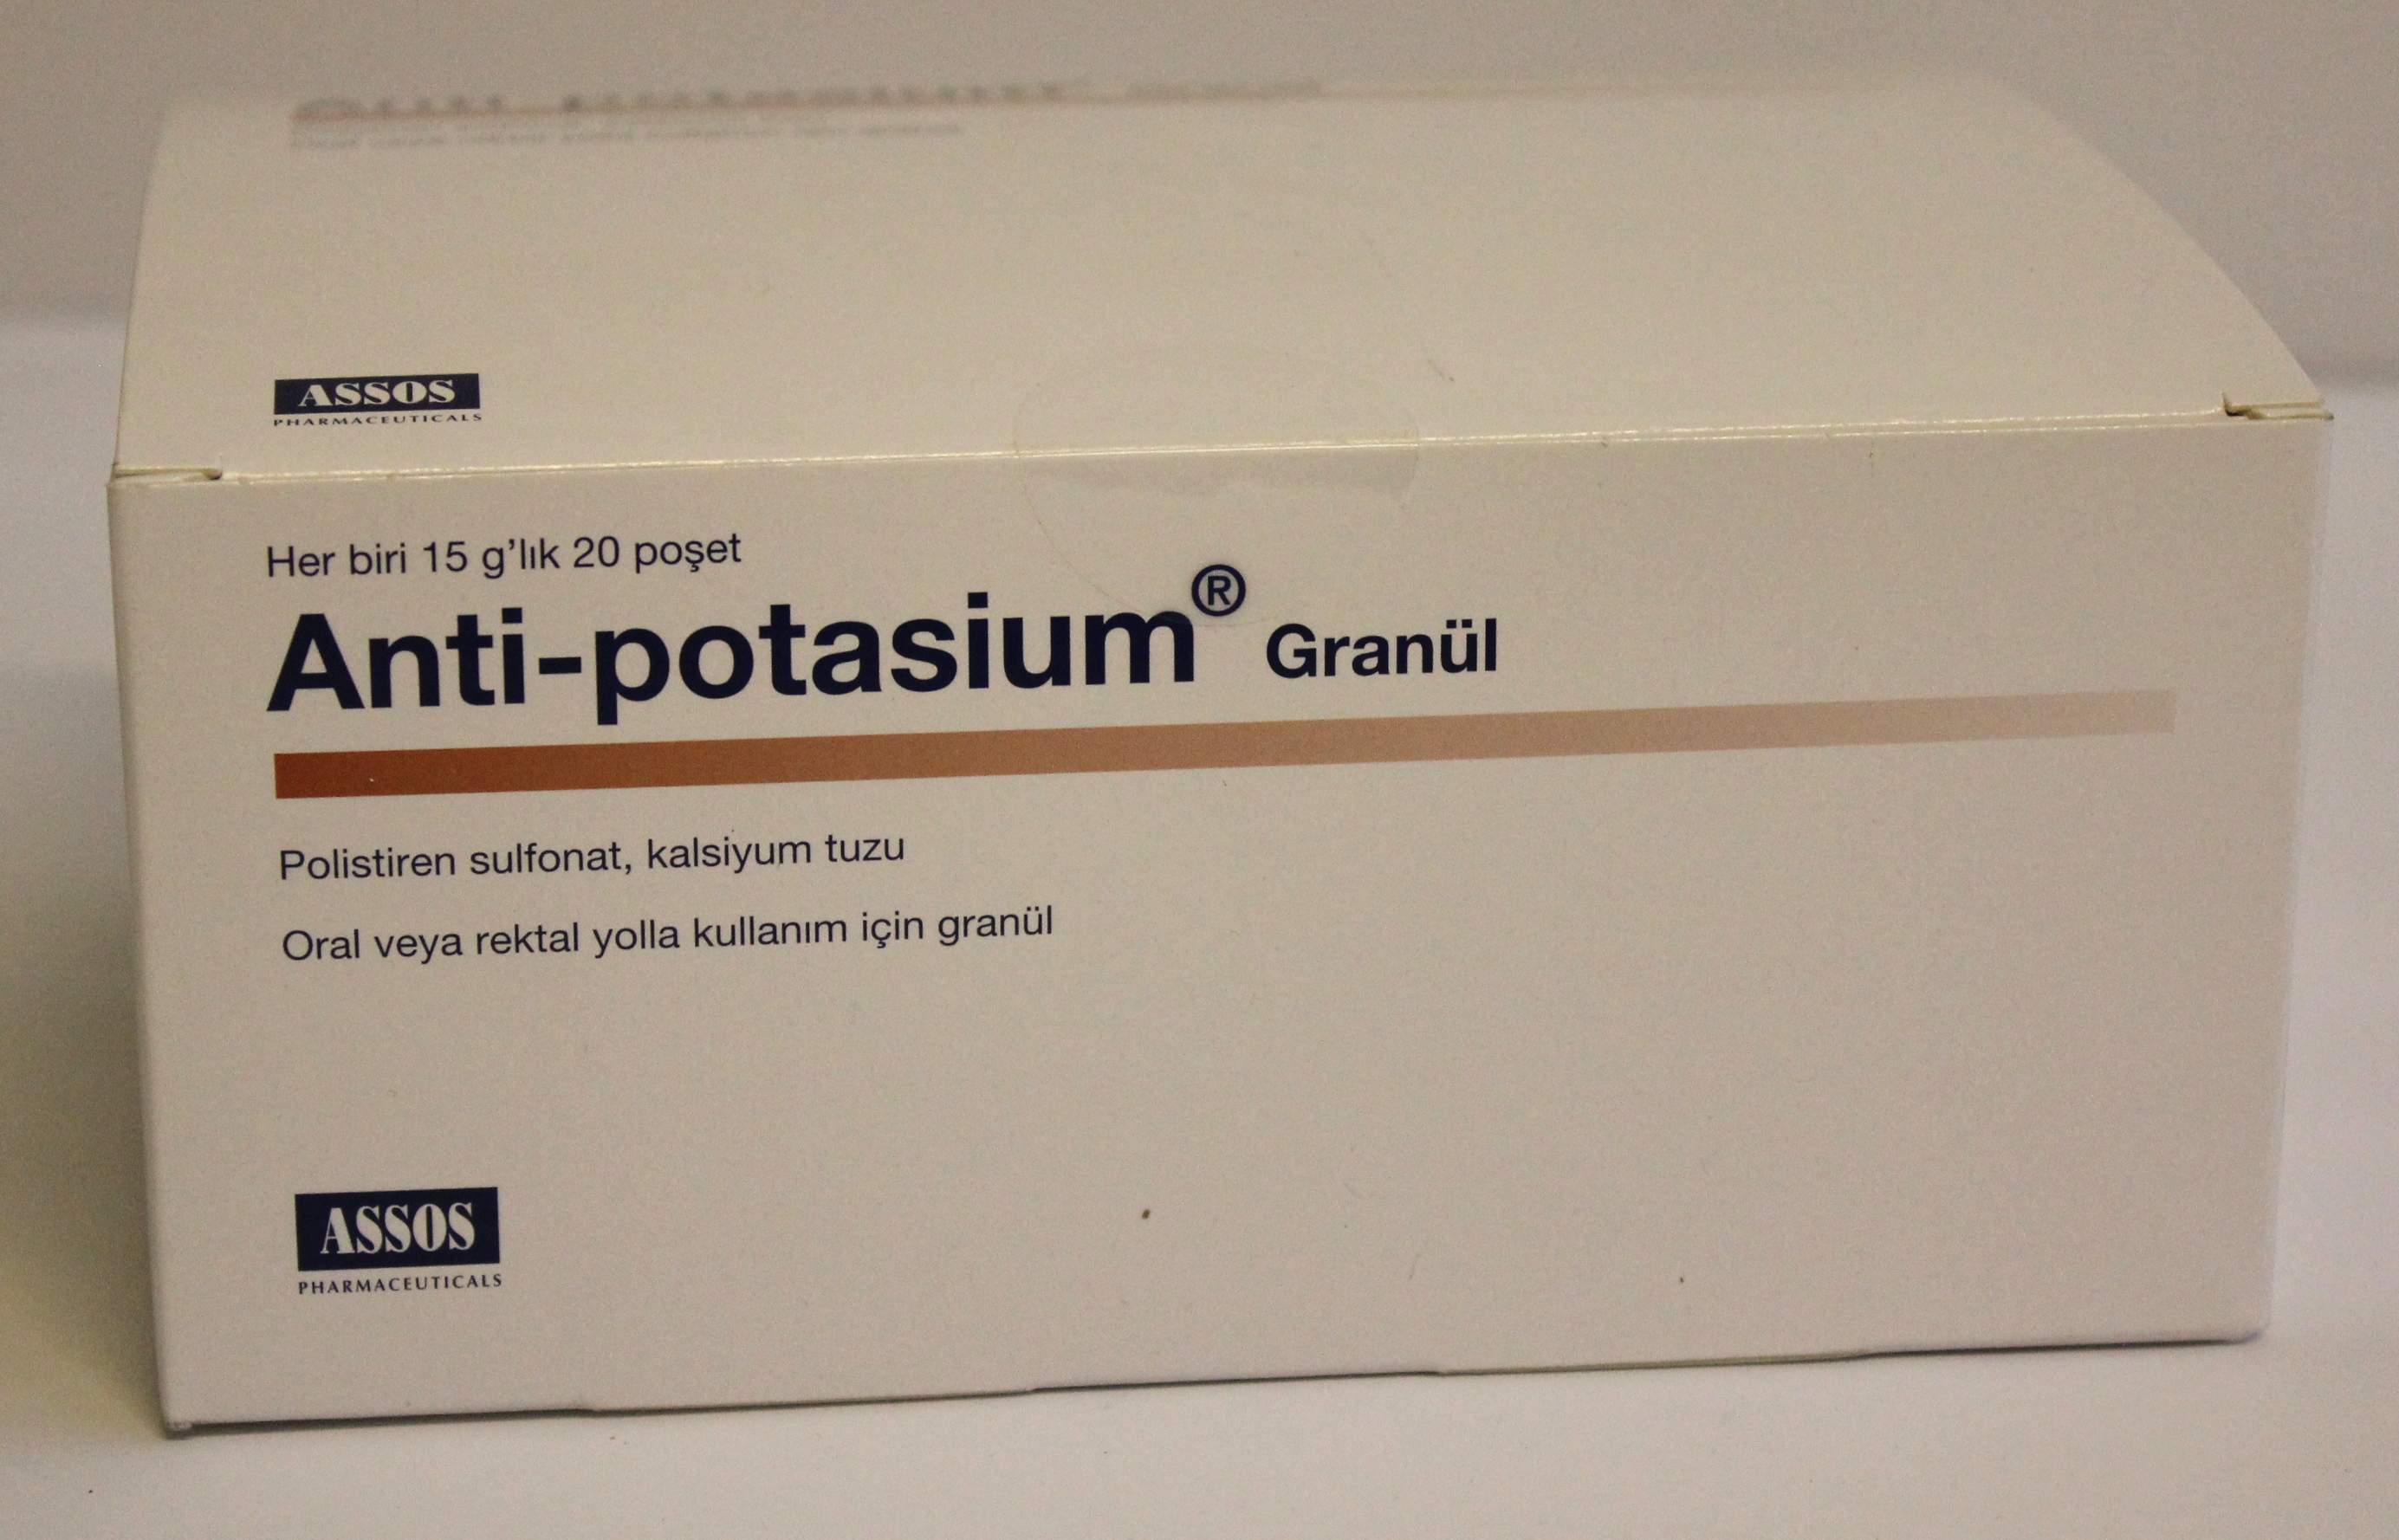 ASSOS
PHARMACEUTICALS
Her biri 15 g'lık 20 poşet
Anti-potasium® Granül
Polistiren sulfonat, kalsiyum tuzu
Oral veya rektal yolla kullanım için granül
ASSOS
PHARMACEUTICALS